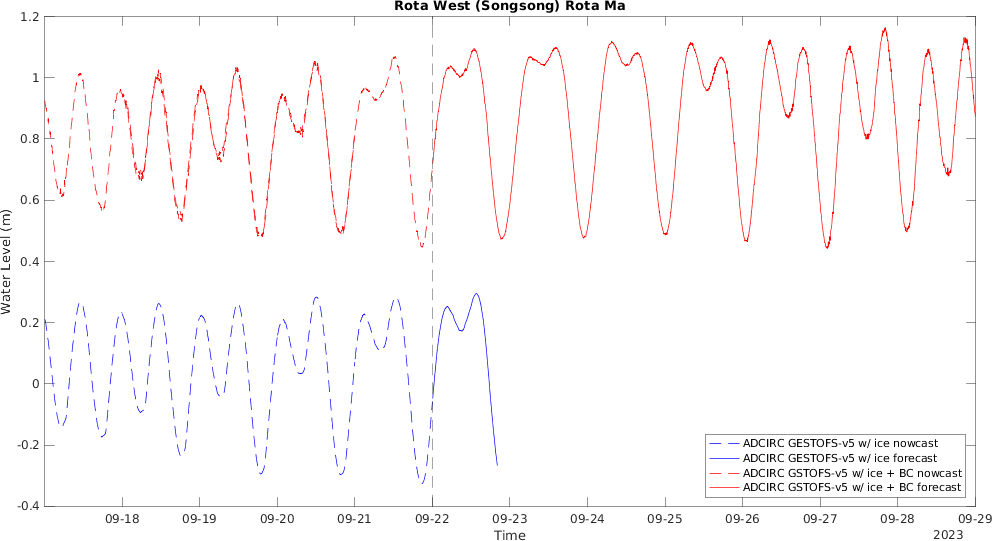 Rota West (Songsong) Rota Ma
Water Level (m)
1.2
1
0.8
0.6
0.4
0.2
0
-0.2
-0.4
09-18 09-19 09-20 09-21 09-22 09-23 09-24 09-25 09-26 09-27 09-28 09-29
Time
2023
ADCIRC GESTOFS-v5 w/ ice nowcast
ADCIRC GESTOFS-v5 w/ ice forecast
ADCIRC GSTOFS-v5 w/ ice + BC nowcast
ADCIRC GSTOFS-v5 w/ ice + BC forecast